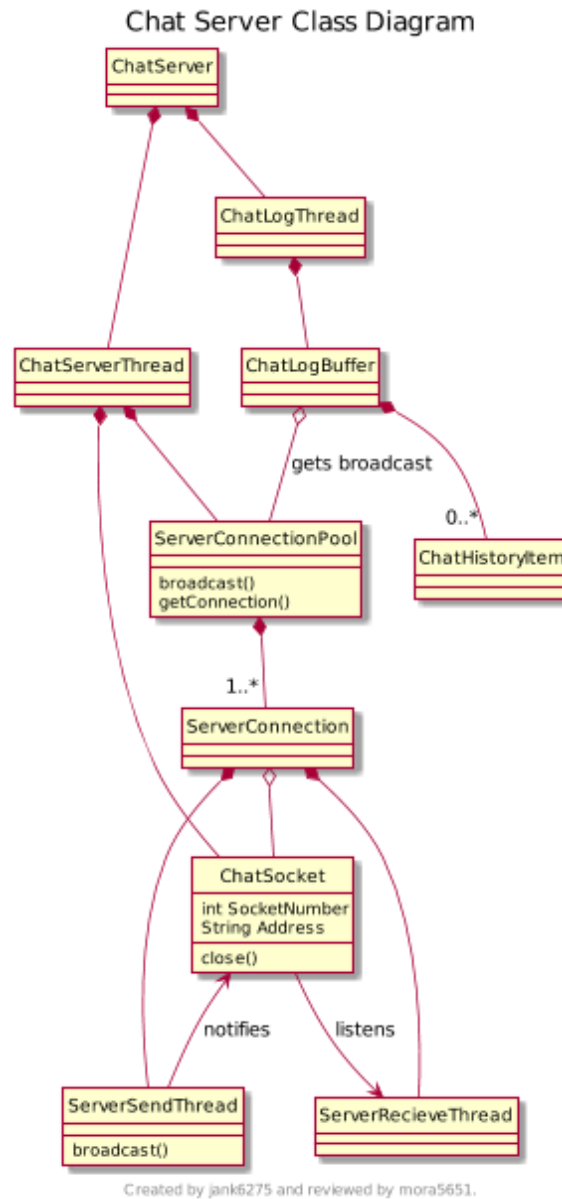 Chat Server Class Diagram
ChatServer
ChatLogThread
ChatServerThread
ChatLogBuffer
gets broadcast
ServerConnectionPool
broadcast()
getConnection()
0..*
ChatHistoryItem
1..*
ServerConnection
ChatSocket
int SocketNumber
String Address
close()
notifies
listens
ServerSendThread
broadcast()
ServerRecieveThread
Created by jank6275 and reviewed by mora5651.